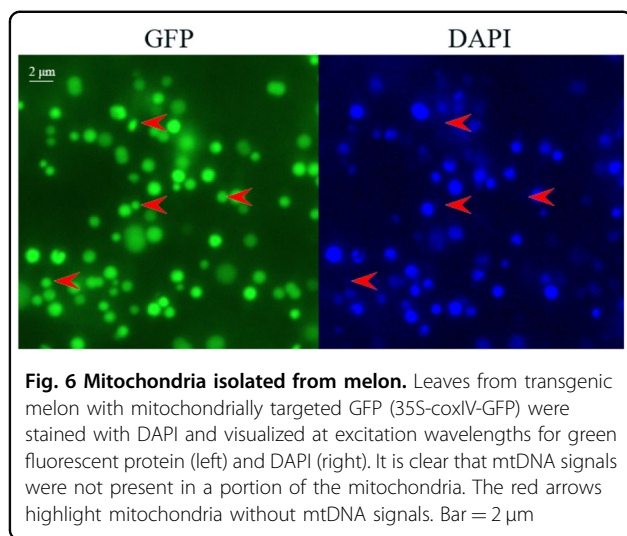 GFP
DAPI
2 μm
Fig. 6 Mitochondria isolated from melon. Leaves from transgenic
melon with mitochondrially targeted GFP (35S-coxIV-GFP) were
stained with DAPI and visualized at excitation wavelengths for green
fluorescent protein (left) and DAPI (right). It is clear that mtDNA signals
were not present in a portion of the mitochondria. The red arrows
highlight mitochondria without mtDNA signals. Bar = 2 μm